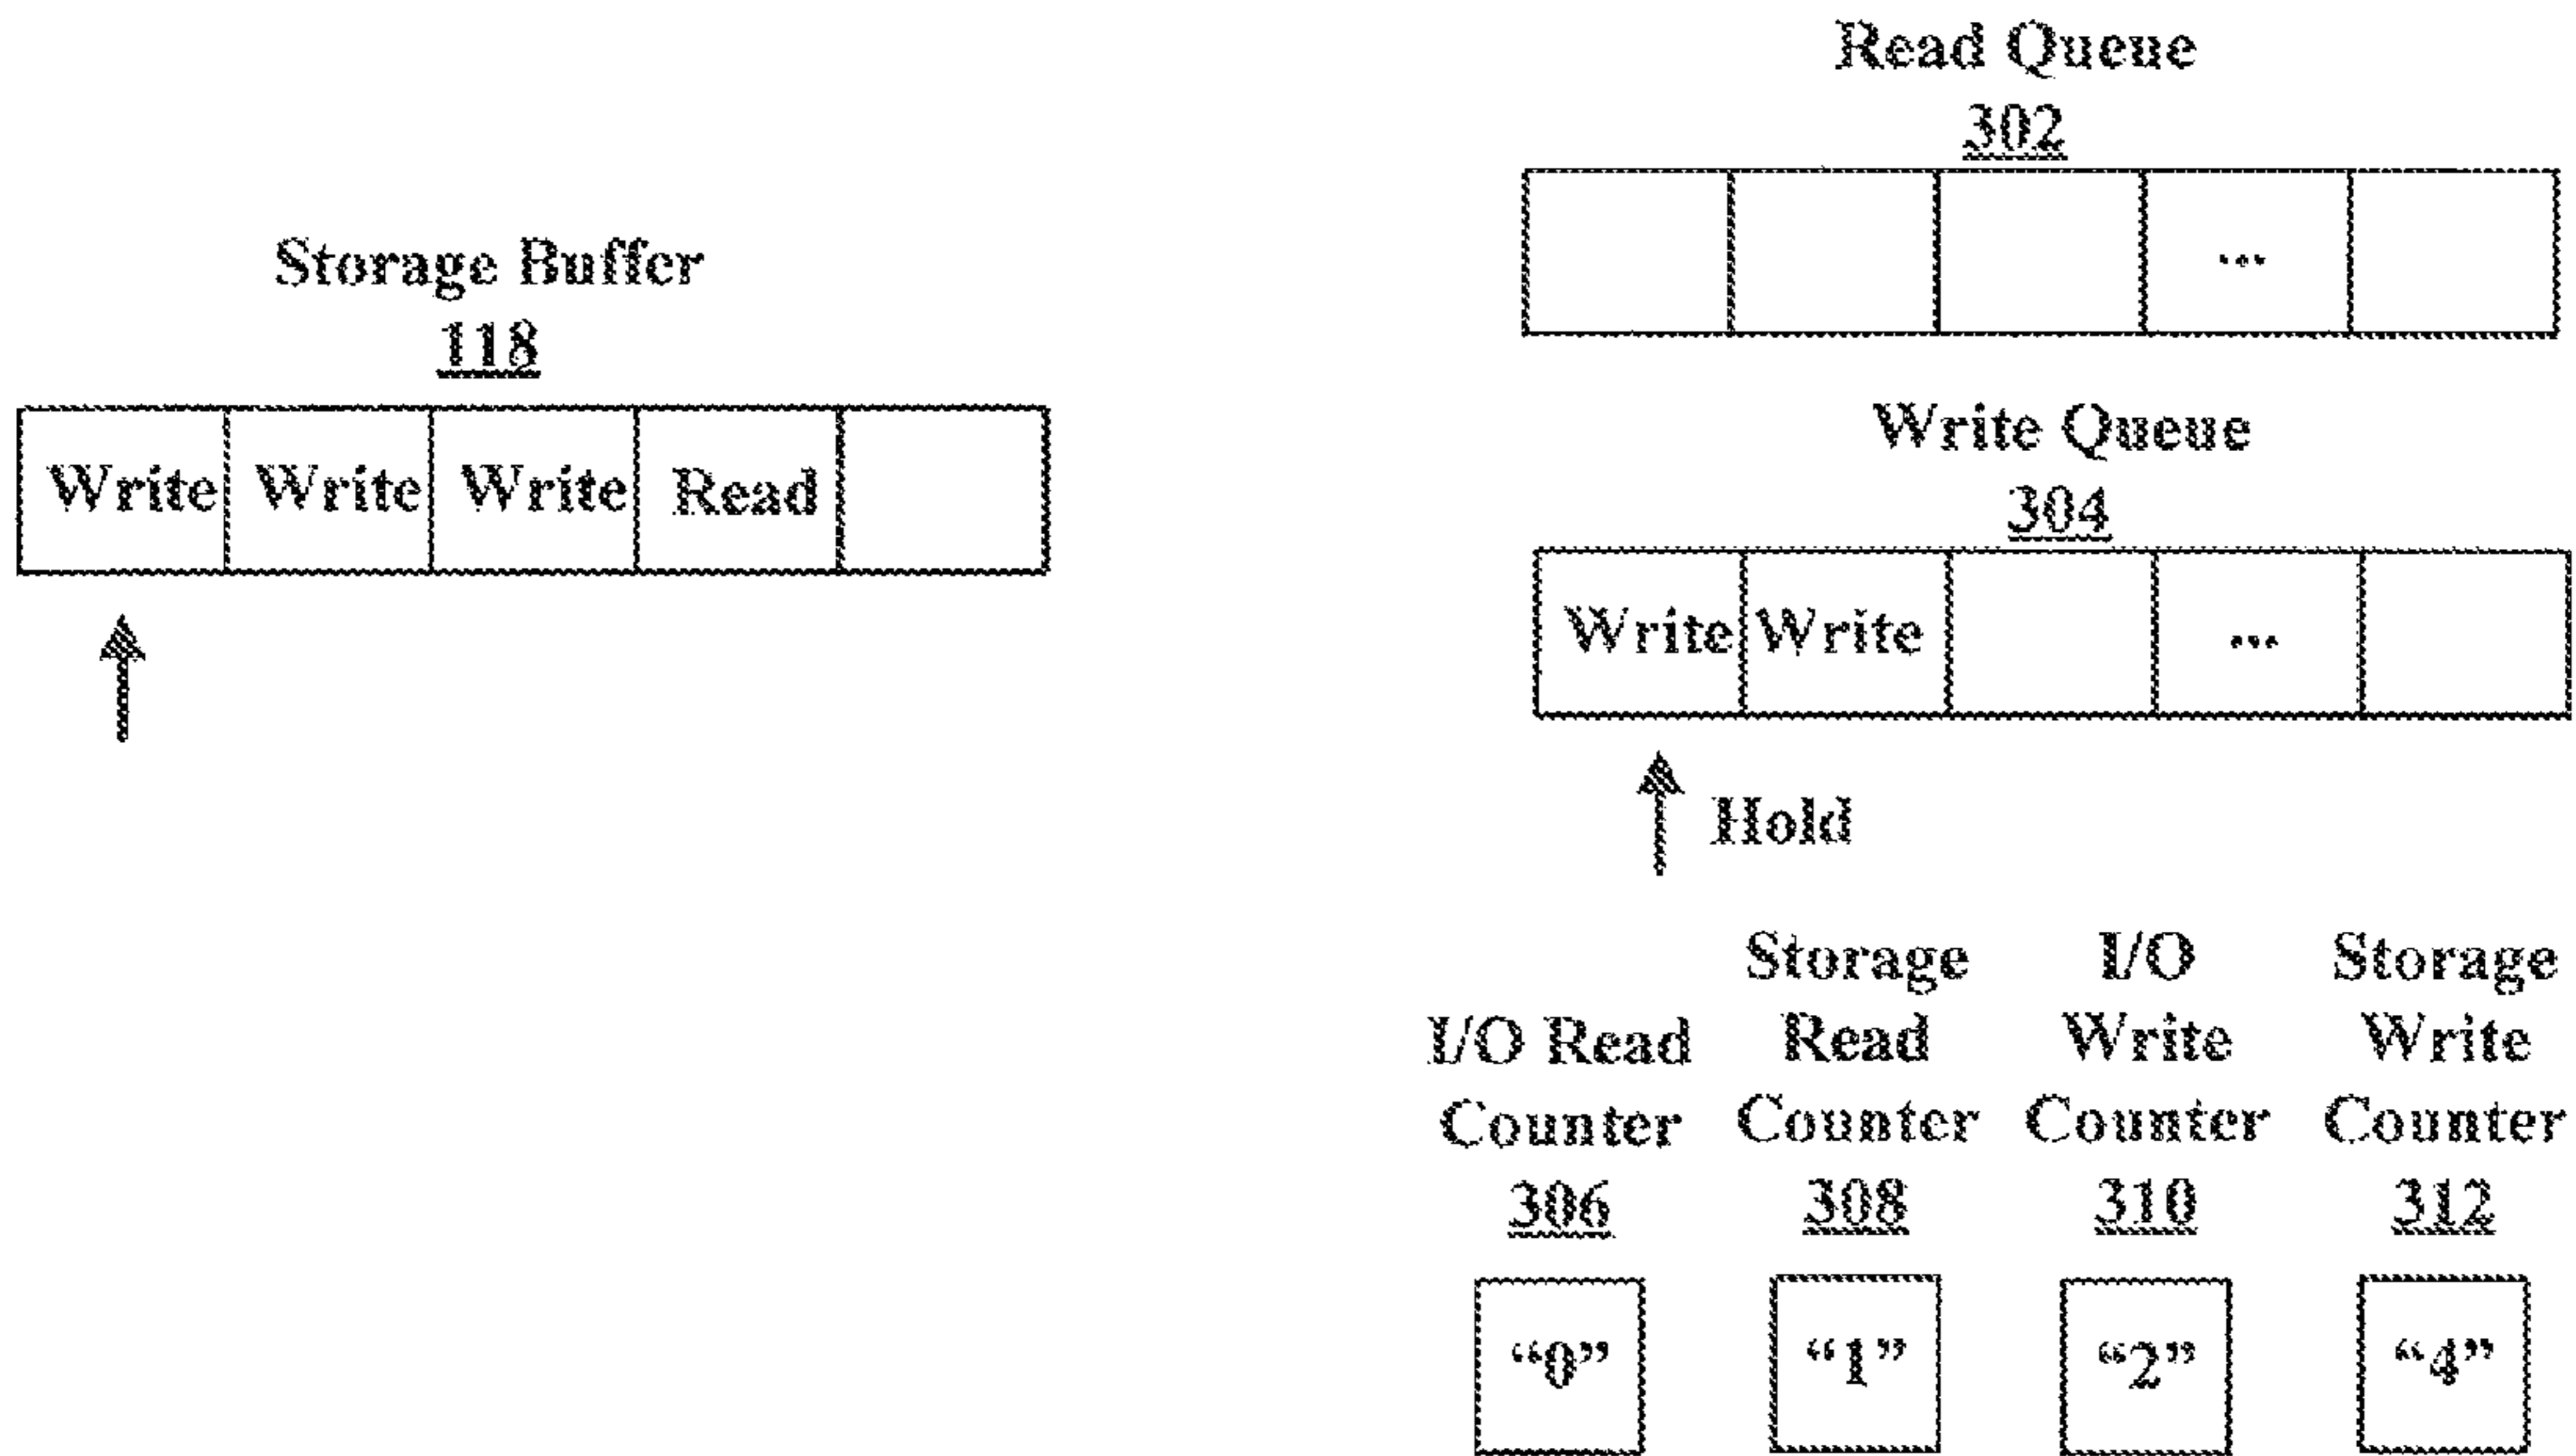 Storage Buffer
118
Write Write Write Read
Read Queue
302
...
Write Queue
304
Write Write ...
Hold
I/O Read Counter
306
Storage Read Counter
308
I/O Write Counter
310
Storage Write Counter
312
“0” “1” “2” “4”